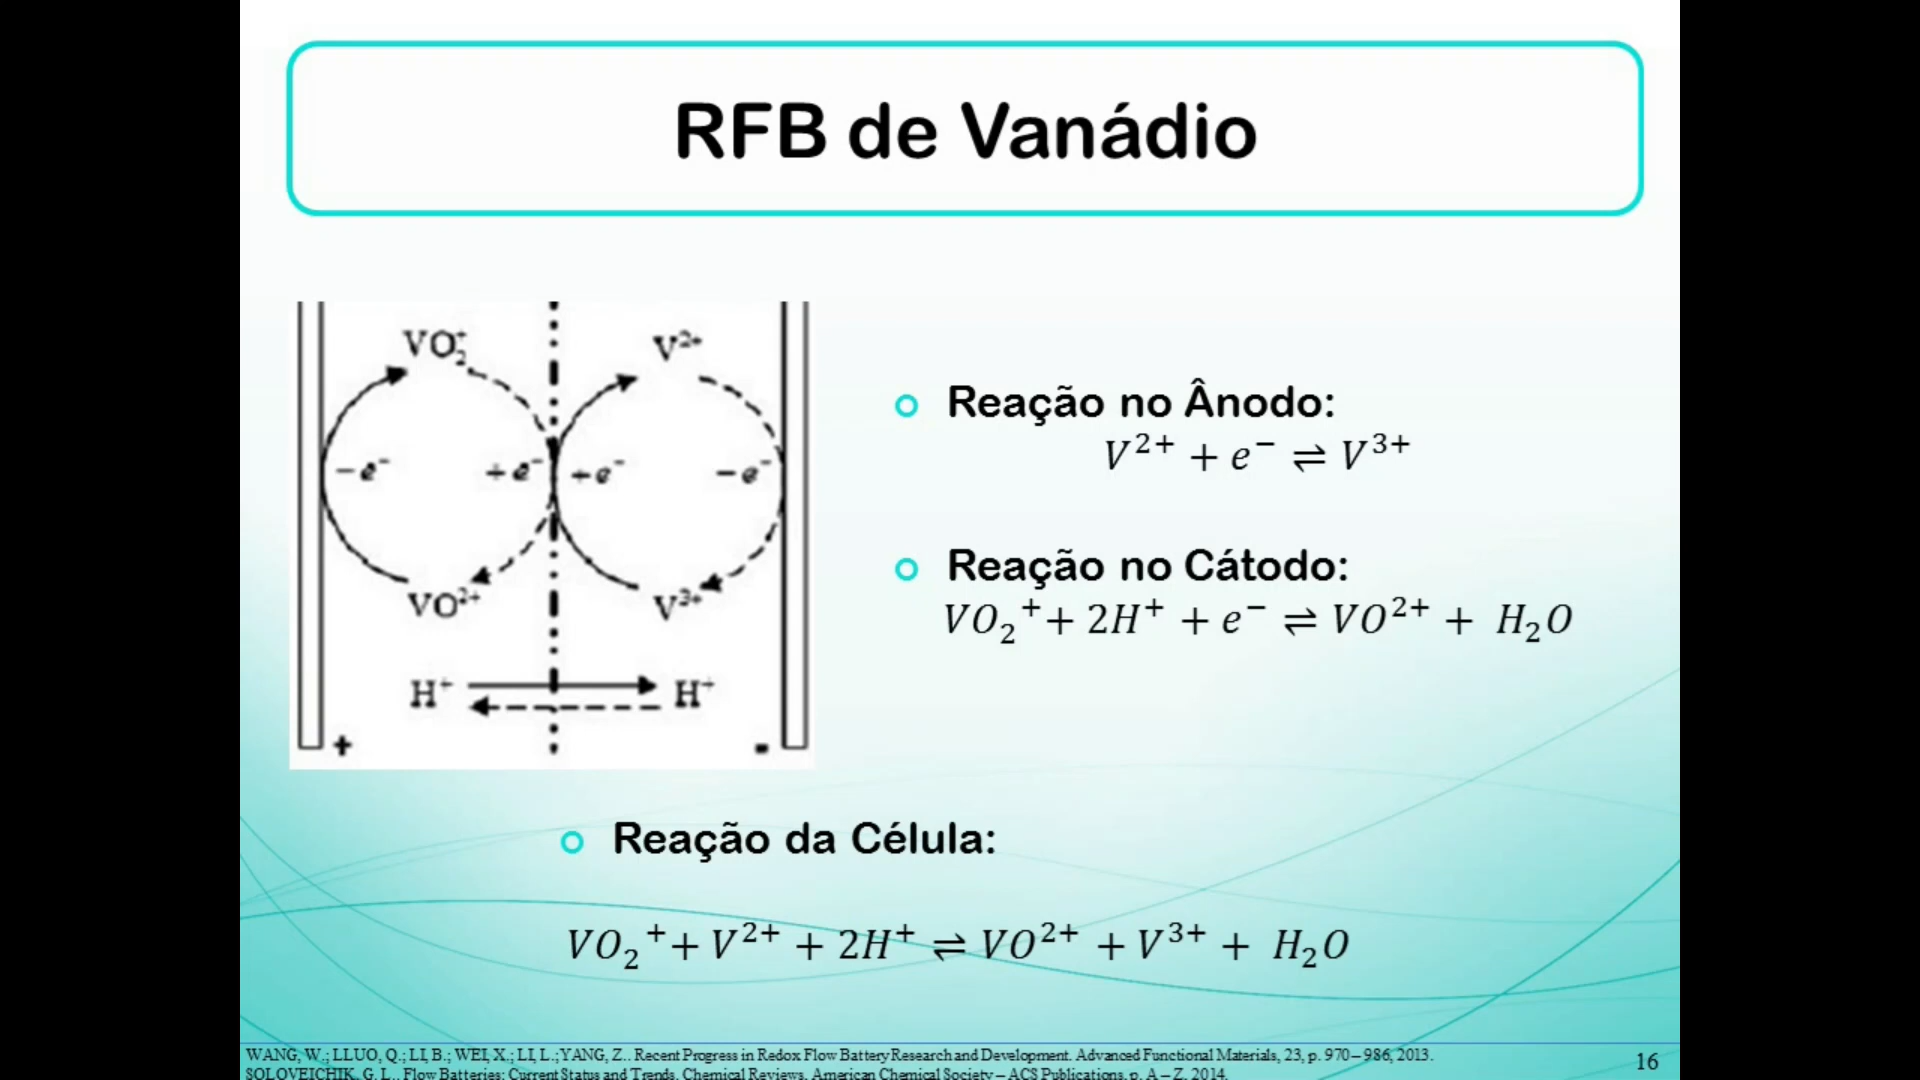 RFB de Vanádio
VO₂⁺
V²⁺
−e⁻ +e⁻ +e⁻ −e⁻
VO²⁺
V³⁺
H⁺ H⁺
+ -
Reação no Ânodo:
V²⁺ + e⁻ ⇌ V³⁺
Reação no Cátodo:
VO₂⁺+ 2H⁺ + e⁻ ⇌ VO²⁺ + H₂O
Reação da Célula:
VO₂⁺+ V²⁺ + 2H⁺ ⇌ VO²⁺ + V³⁺ + H₂O
WANG, W.; LLUO, Q.; LI, B.; WEI, X.; LI, L.; YANG, Z.. Recent Progress in Redox Flow Battery Research and Development. Advanced Functional Materials, 23, p. 970–986, 2013.
SOLOVEICHIK, G. L.. Flow Batteries: Current Status and Trends. Chemical Reviews. American Chemical Society – ACS Publications. p. A – Z. 2014.
16